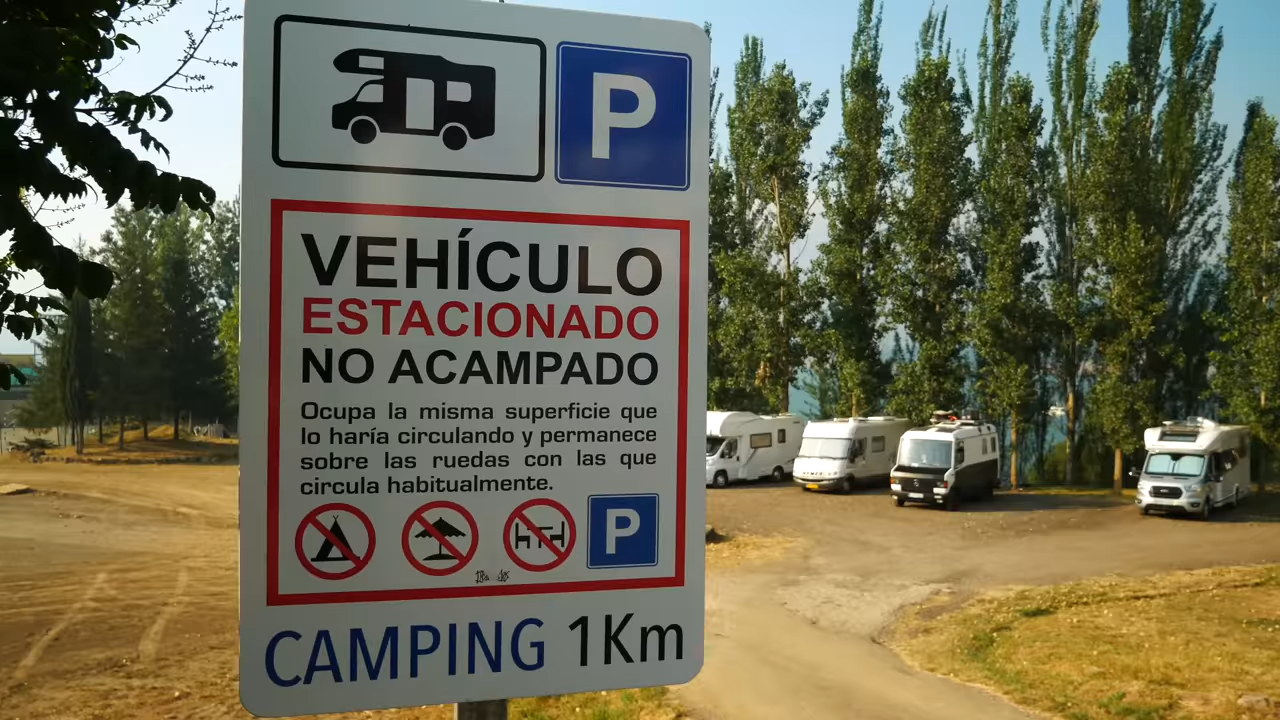 P
VEHÍCULO
ESTACIONADO
NO ACAMPADO
Ocupa la misma superficie que
lo haría circulando y permanece
sobre las ruedas con las que
circula habitualmente.
P
CAMPING 1Km